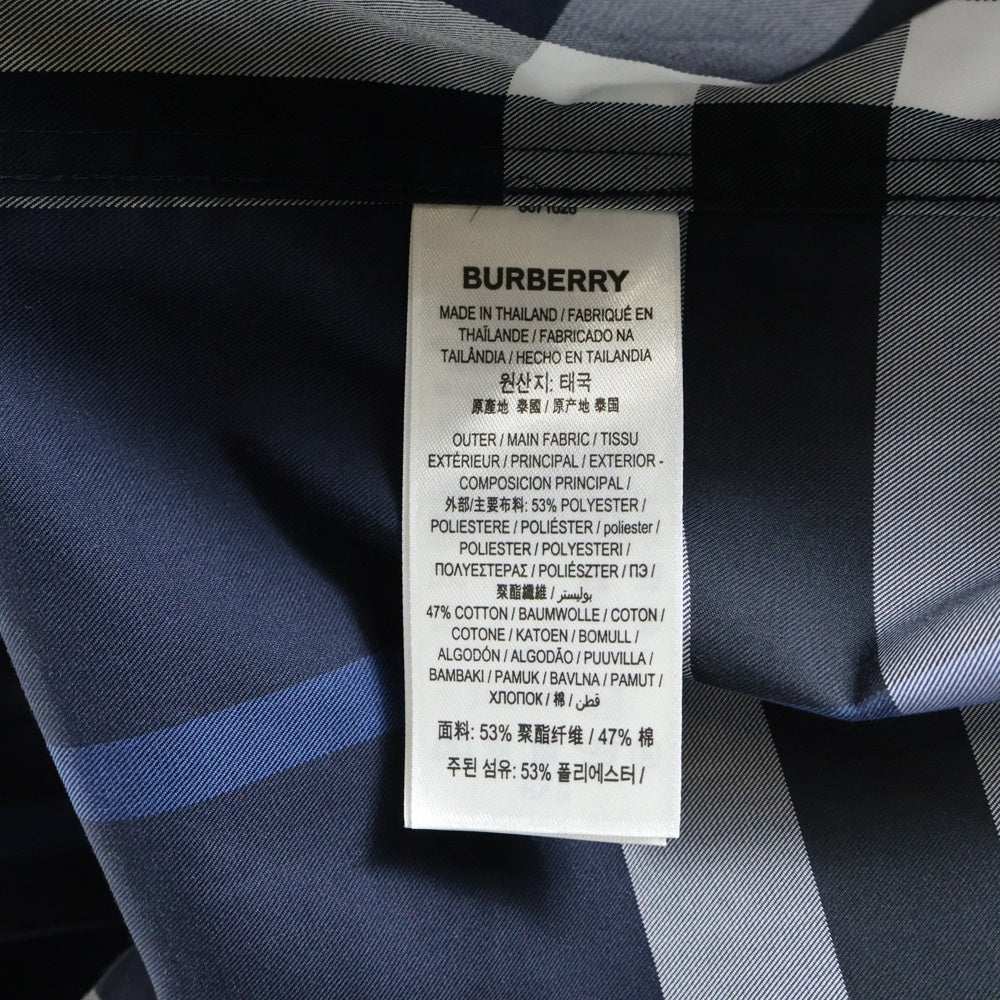 BURBERRY
MADE IN THAILAND / FABRIQUÉ EN
THAÏLANDE / FABRICADO NA
TAILÂNDIA / HECHO EN TAILANDIA
원산지: 태국
原產地 泰國 / 原产地 泰国
OUTER / MAIN FABRIC / TISSU
EXTÉRIEUR / PRINCIPAL / EXTERIOR -
COMPOSICION PRINCIPAL /
外部/主要布料: 53% POLYESTER /
POLIESTERE / POLIÉSTER / poliester /
POLIESTER / POLYESTERI /
ΠΟΛΥΕΣΤΕΡΑΣ / POLIÉSZTER / ПЭ /
聚酯纖維 / بوليستر
47% COTTON / BAUMWOLLE / COTON /
COTONE / KATOEN / BOMULL /
ALGODÓN / ALGODÃO / PUUVILLA /
BAMBAKI / PAMUK / BAVLNA / PAMUT /
ХЛОПОК / 棉 / قطن
面料: 53% 聚酯纤维 / 47% 棉
주된 섬유: 53% 폴리에스터 /